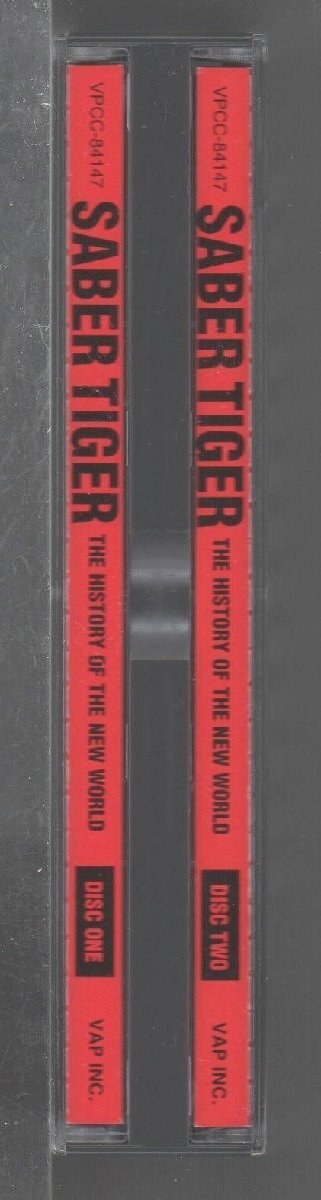 VPCC-84147 SABER TIGER THE HISTORY OF THE NEW WORLD DISC ONE VAP INC.
VPCC-84147 SABER TIGER THE HISTORY OF THE NEW WORLD DISC TWO VAP INC.